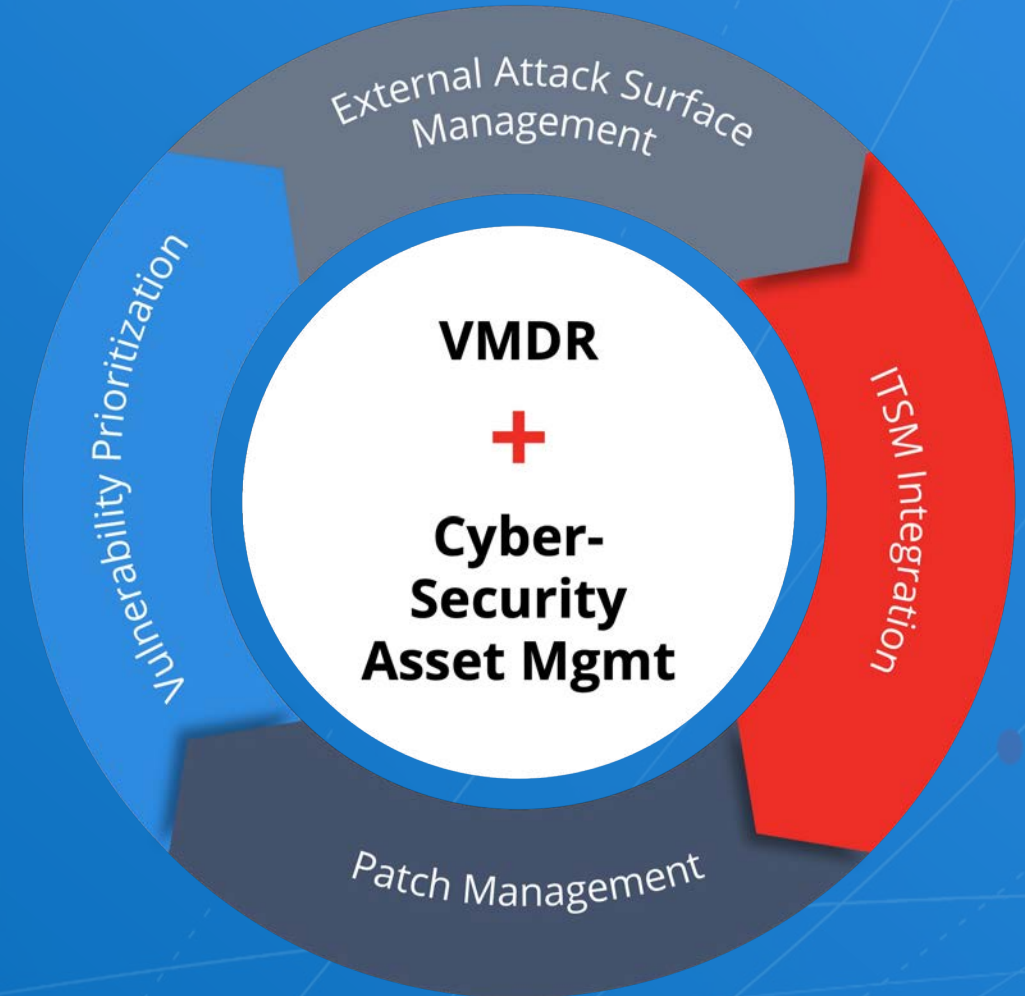 External Attack Surface
Management
ITSM Integration
Patch Management
Vulnerability Prioritization
VMDR
+
Cyber-
Security
Asset Mgmt